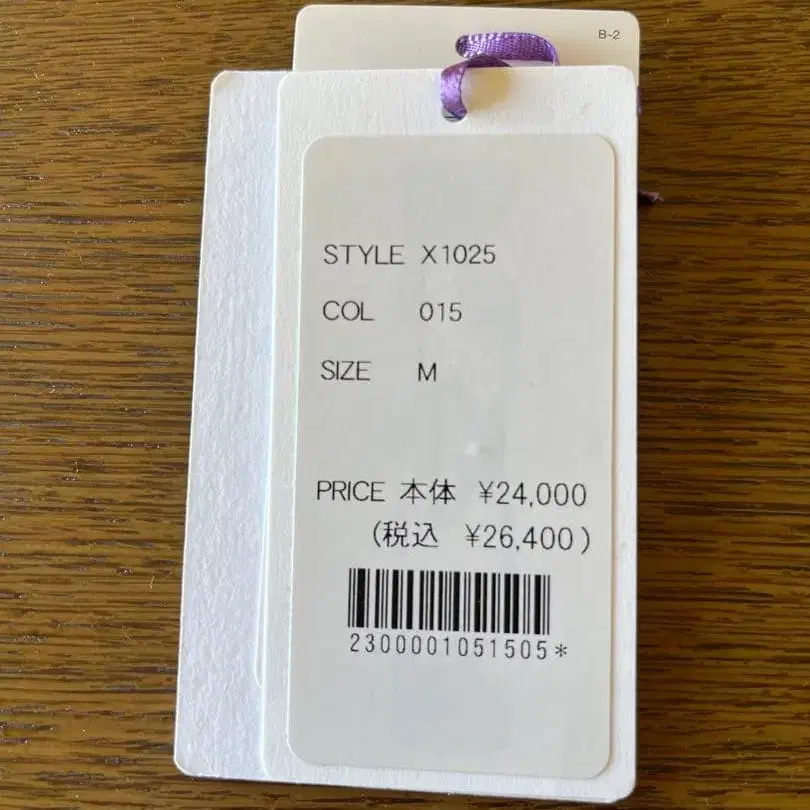 B-2
STYLE X1025
COL 015
SIZE M
PRICE 本体 ¥24,000
(税込 ¥26,400)
2300001051505*